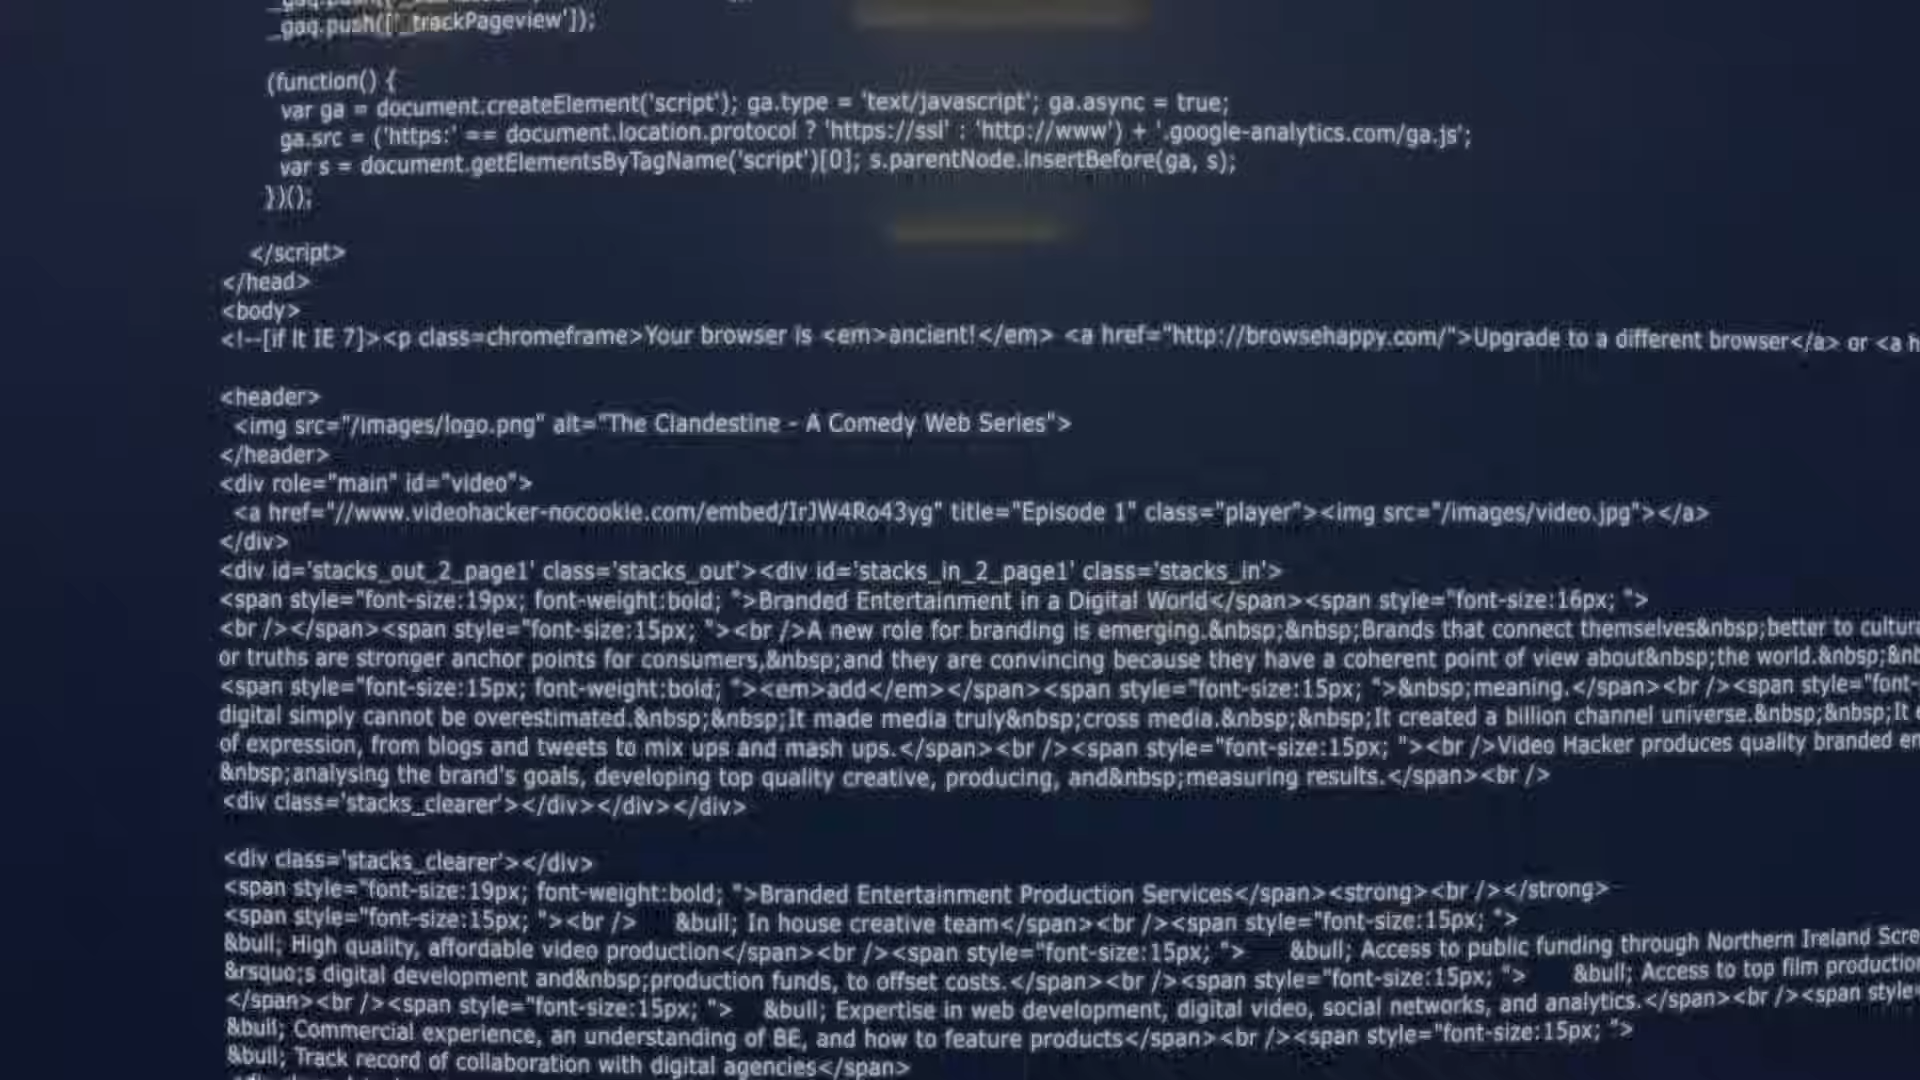 _gaq.push(['_trackPageview']);
(function() {
var ga = document.createElement('script'); ga.type = 'text/javascript'; ga.async = true;
ga.src = ('https:' == document.location.protocol ? 'https://ssl' : 'http://www') + '.google-analytics.com/ga.js';
var s = document.getElementsByTagName('script')[0]; s.parentNode.insertBefore(ga, s);
})();
</script>
</head>
<body>
<!--[if lt IE 7]><p class=chromeframe>Your browser is <em>ancient!</em> <a href="http://browsehappy.com/">Upgrade to a different browser</a> or <a h
<header>
<img src="/images/logo.png" alt="The Clandestine - A Comedy Web Series">
</header>
<div role="main" id="video">
<a href="//www.videohacker-nocookie.com/embed/IrJW4Ro43yg" title="Episode 1" class="player"><img src="/images/video.jpg"></a>
</div>
<div id='stacks_out_2_page1' class='stacks_out'><div id='stacks_in_2_page1' class='stacks_in'>
<span style="font-size:19px; font-weight:bold; ">Branded Entertainment in a Digital World</span><span style="font-size:16px; ">
<br /></span><span style="font-size:15px; "><br />A new role for branding is emerging.&nbsp;&nbsp;Brands that connect themselves&nbsp;better to cultura
or truths are stronger anchor points for consumers,&nbsp;and they are convincing because they have a coherent point of view about&nbsp;the world.&nbsp;&nb
<span style="font-size:15px; font-weight:bold; "><em>add</em></span><span style="font-size:15px; ">&nbsp;meaning.</span><br /><span style="font-
digital simply cannot be overestimated.&nbsp;&nbsp;It made media truly&nbsp;cross media.&nbsp;&nbsp;It created a billion channel universe.&nbsp;&nbsp;It
of expression, from blogs and tweets to mix ups and mash ups.</span><br /><span style="font-size:15px; "><br />Video Hacker produces quality branded en
&nbsp;analysing the brand's goals, developing top quality creative, producing, and&nbsp;measuring results.</span><br />
<div class='stacks_clearer'></div></div></div>
<div class='stacks_clearer'></div>
<span style="font-size:19px; font-weight:bold; ">Branded Entertainment Production Services</span><strong><br /></strong>
<span style="font-size:15px; "><br /> &bull; In house creative team</span><br /><span style="font-size:15px; ">
&bull; High quality, affordable video production</span><br /><span style="font-size:15px; "> &bull; Access to public funding through Northern Ireland Scre
&rsquo;s digital development and&nbsp;production funds, to offset costs.</span><br /><span style="font-size:15px; "> &bull; Access to top film production
</span><br /><span style="font-size:15px; "> &bull; Expertise in web development, digital video, social networks, and analytics.</span><br /><span style=
&bull; Commercial experience, an understanding of BE, and how to feature products</span><br /><span style="font-size:15px; ">
&bull; Track record of collaboration with digital agencies</span>